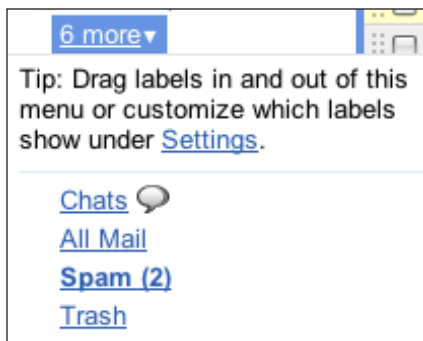 6 more▼
Tip: Drag labels in and out of this
menu or customize which labels
show under Settings.
Chats
All Mail
Spam (2)
Trash